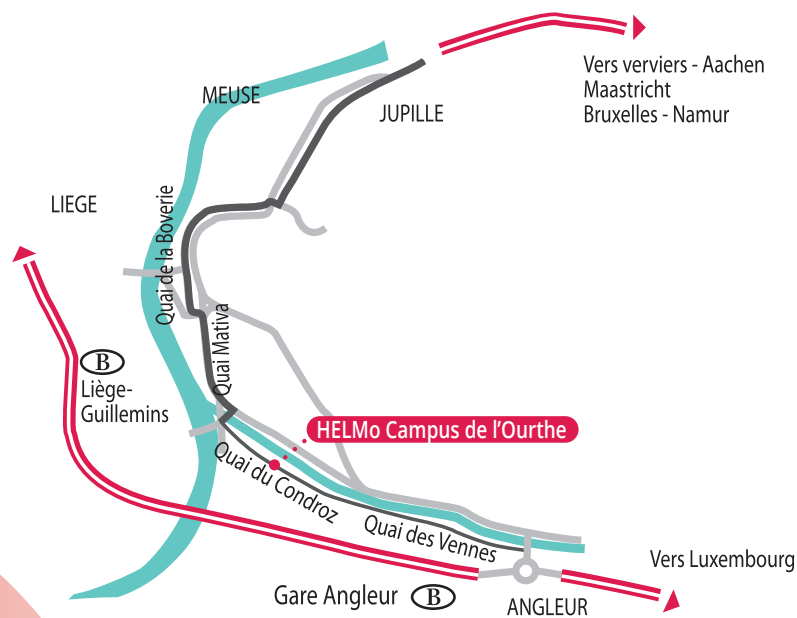 Vers verviers - Aachen
Maastricht
Bruxelles - Namur
MEUSE
JUPILLE
LIEGE
Quai de la Boverie
Quai Mativa
B
Liège-
Guillemins
HELMo Campus de l’Ourthe
Quai du Condroz
Quai des Vennes
Vers Luxembourg
Gare Angleur B
ANGLEUR